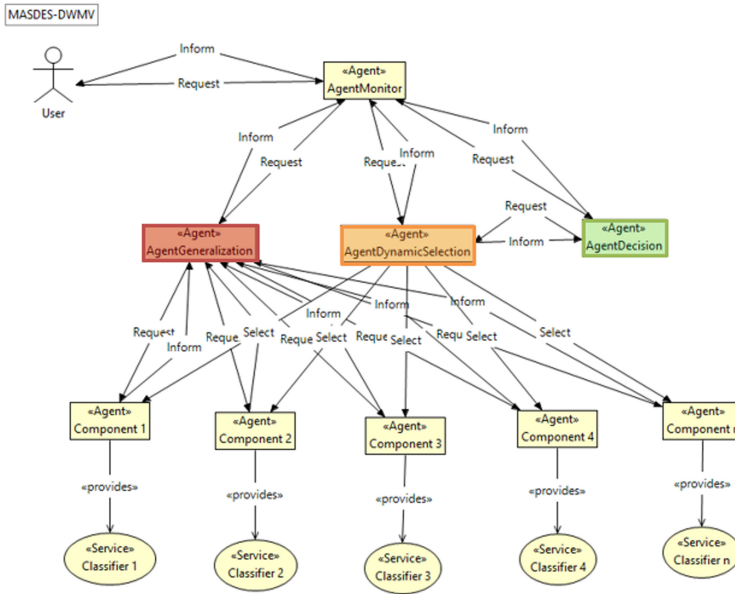 MASDES-DWMV
Inform
Request
User
«Agent»
AgentMonitor
Inform
Request
Request
Inform
Request
Inform
Request
Inform
«Agent»
AgentGeneralization
«Agent»
AgentDynamicSelection
«Agent»
AgentDecision
Request
Inform
Reque
Select
Inform
Reque
Select
Inform
Reque
Select
Inform
Requ
Select
Select
«Agent»
Component 1
«Agent»
Component 2
«Agent»
Component 3
«Agent»
Component 4
«Agent»
Component
«provides»
«provides»
«provides»
«provides»
«provides»
«Service»
Classifier 1
«Service»
Classifier 2
«Service»
Classifier 3
«Service»
Classifier 4
«Service»
Classifier n